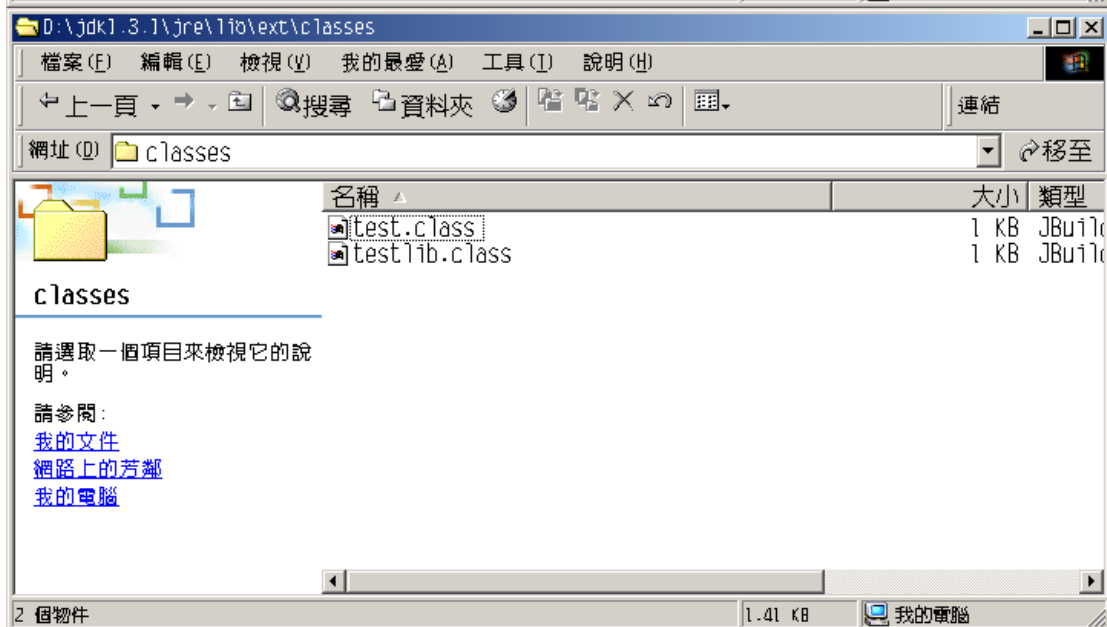 D:\jdk1.3.1\jre\lib\ext\classes
檔案(F) 編輯(E) 檢視(V) 我的最愛(A) 工具(T) 說明(H)
上一頁 搜尋 資料夾 連結
網址(D) classes 移至
名稱 大小 類型
test.class 1 KB JBuild
testlib.class 1 KB JBuild
classes
請選取一個項目來檢視它的說
明。
請參閱:
我的文件
網路上的芳鄰
我的電腦
2 個物件 1.41 KB 我的電腦